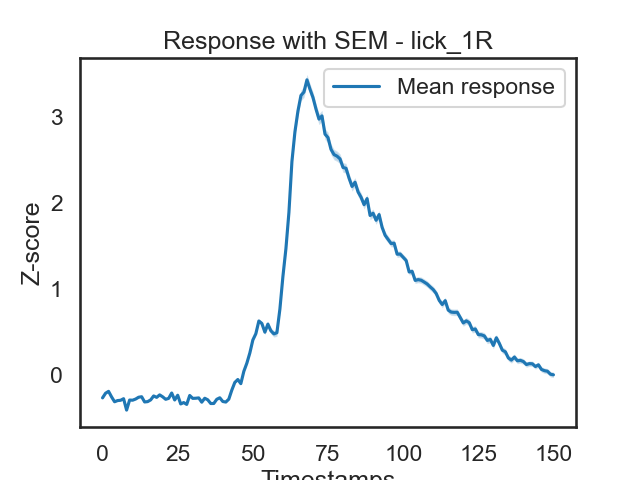 Response with SEM - lick_1R
Mean response
Z-score
3
2
1
0
0 25 50 75 100 125 150
Timestamps